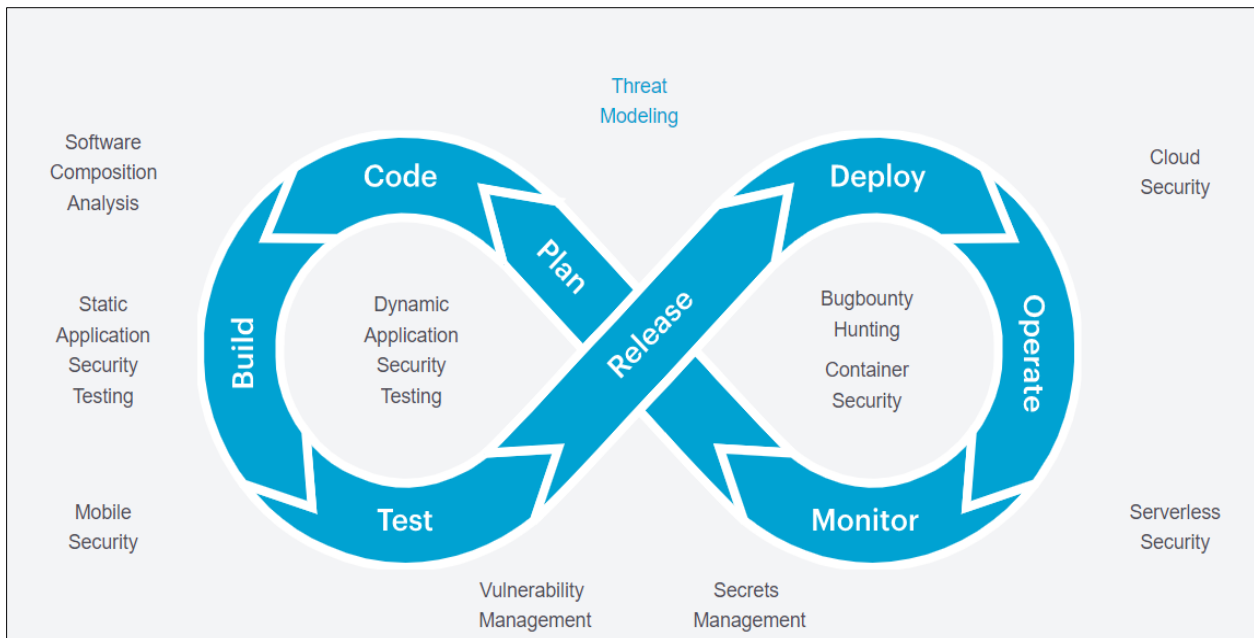 Threat
Modeling
Software
Composition
Analysis
Code
Deploy
Cloud
Security
Plan
Static
Application
Security
Testing
Build
Dynamic
Application
Security
Testing
Release
Bugbounty
Hunting
Container
Security
Operate
Mobile
Security
Test
Monitor
Serverless
Security
Vulnerability
Management
Secrets
Management